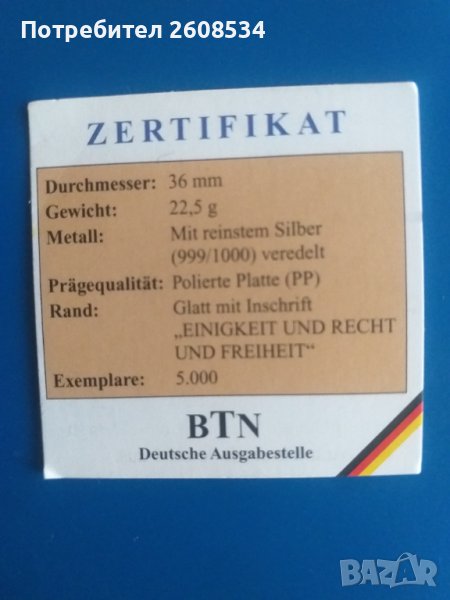 Потребител 2608534
ZERTIFIKAT
Durchmesser: 36 mm
Gewicht: 22,5 g
Metall: Mit reinstem Silber
(999/1000) veredelt
Prägequalität: Polierte Platte (PP)
Rand: Glatt mit Inschrift
„EINIGKEIT UND RECHT
UND FREIHEIT“
Exemplare: 5.000
BTN
Deutsche Ausgabestelle
BAZAR